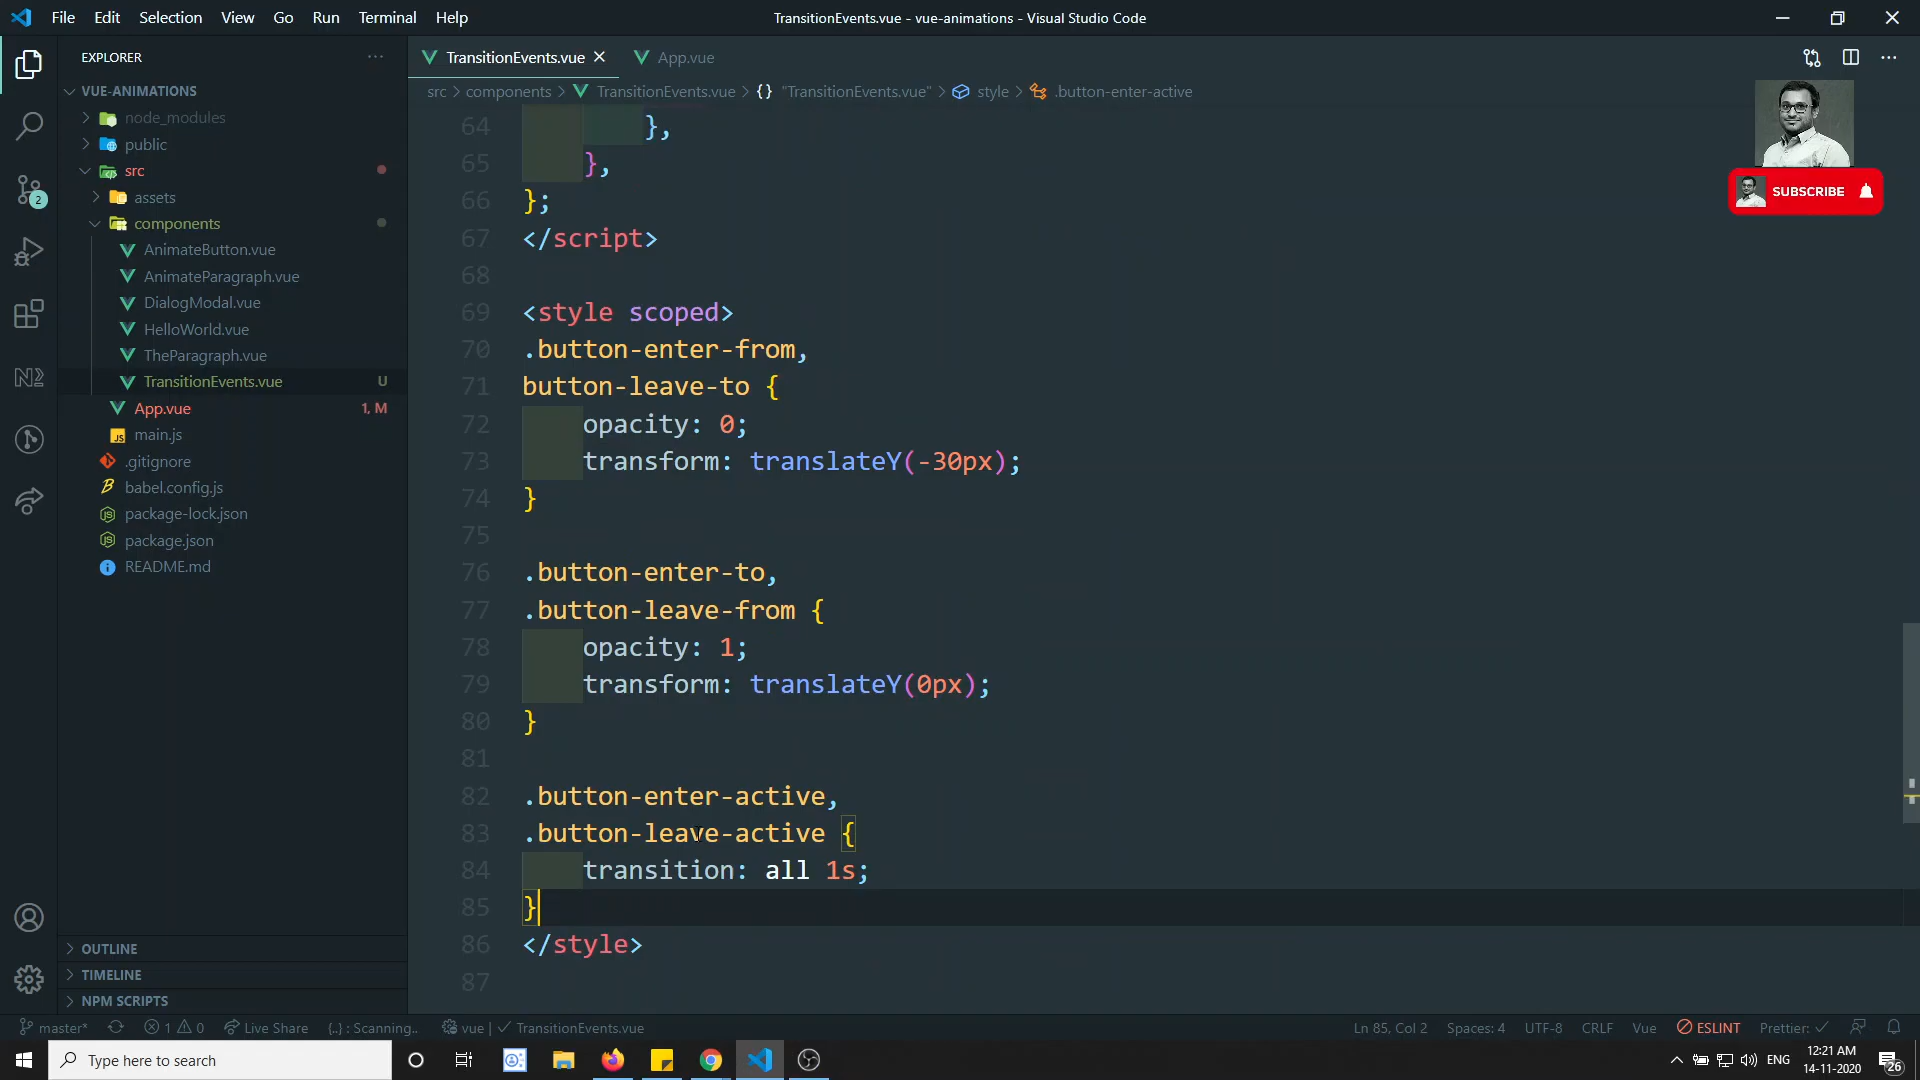 File Edit Selection View Go Run Terminal Help
TransitionEvents.vue - vue-animations - Visual Studio Code
EXPLORER
VUE-ANIMATIONS
node_modules
public
src
assets
components
AnimateButton.vue
AnimateParagraph.vue
DialogModal.vue
HelloWorld.vue
TheParagraph.vue
TransitionEvents.vue U
App.vue 1, M
JS main.js
.gitignore
babel.config.js
package-lock.json
package.json
README.md
OUTLINE
TIMELINE
NPM SCRIPTS
2
TransitionEvents.vue App.vue
src > components > TransitionEvents.vue > {} "TransitionEvents.vue" > style > .button-enter-active
SUBSCRIBE
64 },
65 },
66 };
67 </script>
68
69 <style scoped>
70 .button-enter-from,
71 button-leave-to {
72 opacity: 0;
73 transform: translateY(-30px);
74 }
75
76 .button-enter-to,
77 .button-leave-from {
78 opacity: 1;
79 transform: translateY(0px);
80 }
81
82 .button-enter-active,
83 .button-leave-active {
84 transition: all 1s;
85 }
86 </style>
87
master* 1 0 Live Share {..} : Scanning.. vue | TransitionEvents.vue Ln 85, Col 2 Spaces: 4 UTF-8 CRLF Vue ESLINT Prettier: ✓
Type here to search
ENG
12:21 AM
14-11-2020
26